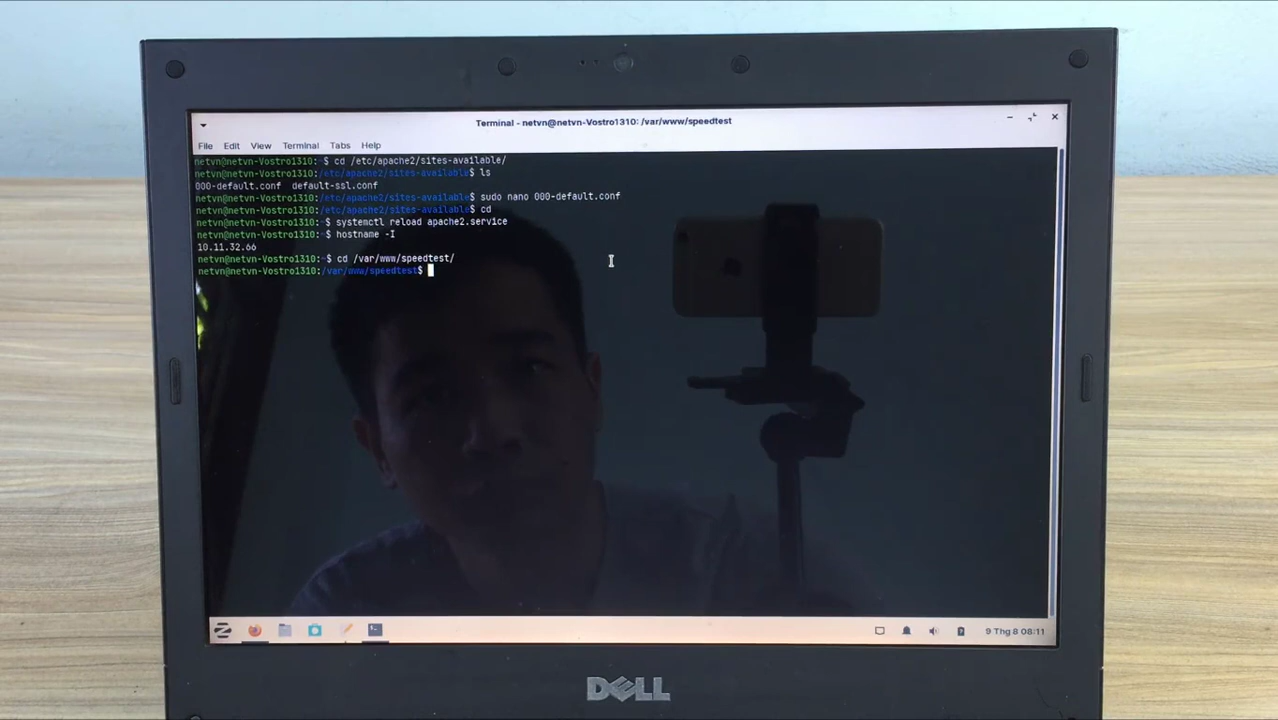 Terminal - netvn@netvn-Vostro1310: /var/www/speedtest
File Edit View Terminal Tabs Help
netvn@netvn-Vostro1310:~$ cd /etc/apache2/sites-available/
netvn@netvn-Vostro1310:/etc/apache2/sites-available$ ls
000-default.conf  default-ssl.conf
netvn@netvn-Vostro1310:/etc/apache2/sites-available$ sudo nano 000-default.conf
netvn@netvn-Vostro1310:/etc/apache2/sites-available$ cd
netvn@netvn-Vostro1310:~$ systemctl reload apache2.service
netvn@netvn-Vostro1310:~$ hostname -I
10.11.32.66
netvn@netvn-Vostro1310:~$ cd /var/www/speedtest/
netvn@netvn-Vostro1310:/var/www/speedtest$
9 Thg 8 08:11
DELL